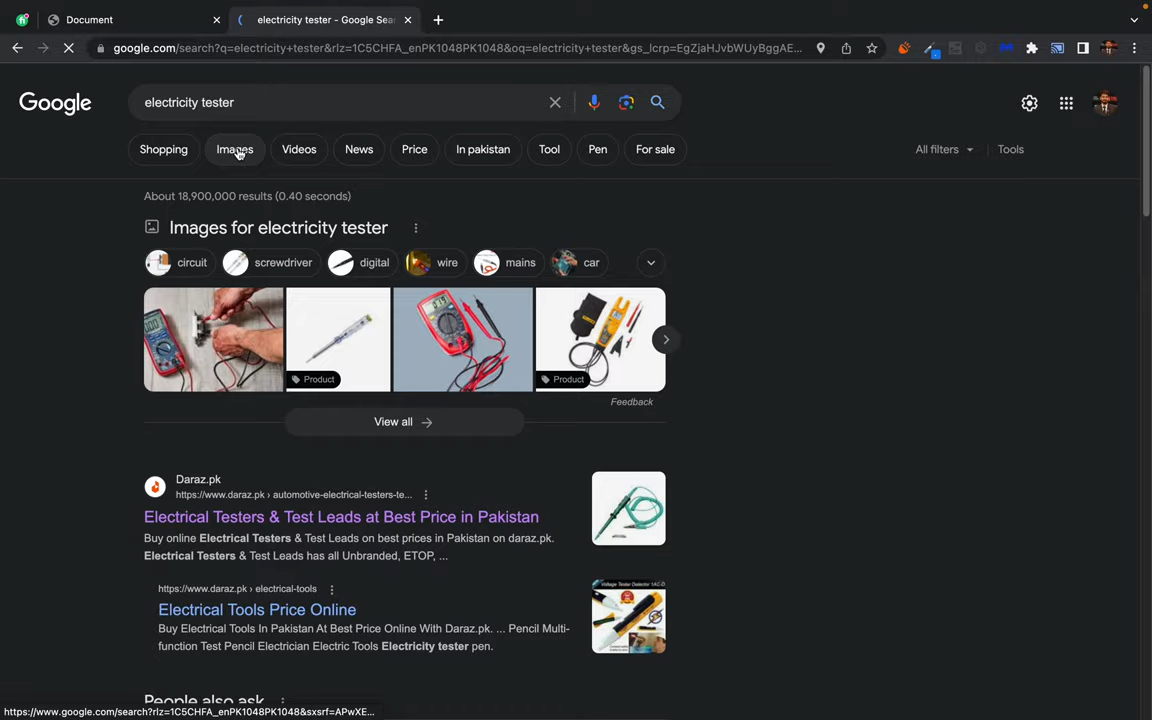 Document
electricity tester - Google Sea
google.com/search?q=electricity+tester&rlz=1C5CHFA_enPK1048PK1048&oq=electricity+tester&gs_lcrp=EgZjaHJvbWUyBggAE...
Google
electricity tester
Shopping
Images
Videos
News
Price
In pakistan
Tool
Pen
For sale
All filters
Tools
About 18,900,000 results (0.40 seconds)
Images for electricity tester
circuit
screwdriver
digital
wire
mains
car
Product
Product
Feedback
View all
Daraz.pk
https://www.daraz.pk › automotive-electrical-testers-te...
Electrical Testers & Test Leads at Best Price in Pakistan
Buy online Electrical Testers & Test Leads on best prices in Pakistan on daraz.pk.
Electrical Testers & Test Leads has all Unbranded, ETOP, ...
https://www.daraz.pk › electrical-tools
Electrical Tools Price Online
Buy Electrical Tools In Pakistan At Best Price Online With Daraz.pk. ... Pencil Multi-
function Test Pencil Electrician Electric Tools Electricity tester pen.
Voltage Tester Detector 1AC-D
People also ask
https://www.google.com/search?rlz=1C5CHFA_enPK1048PK1048&sxsrf=APwXE...